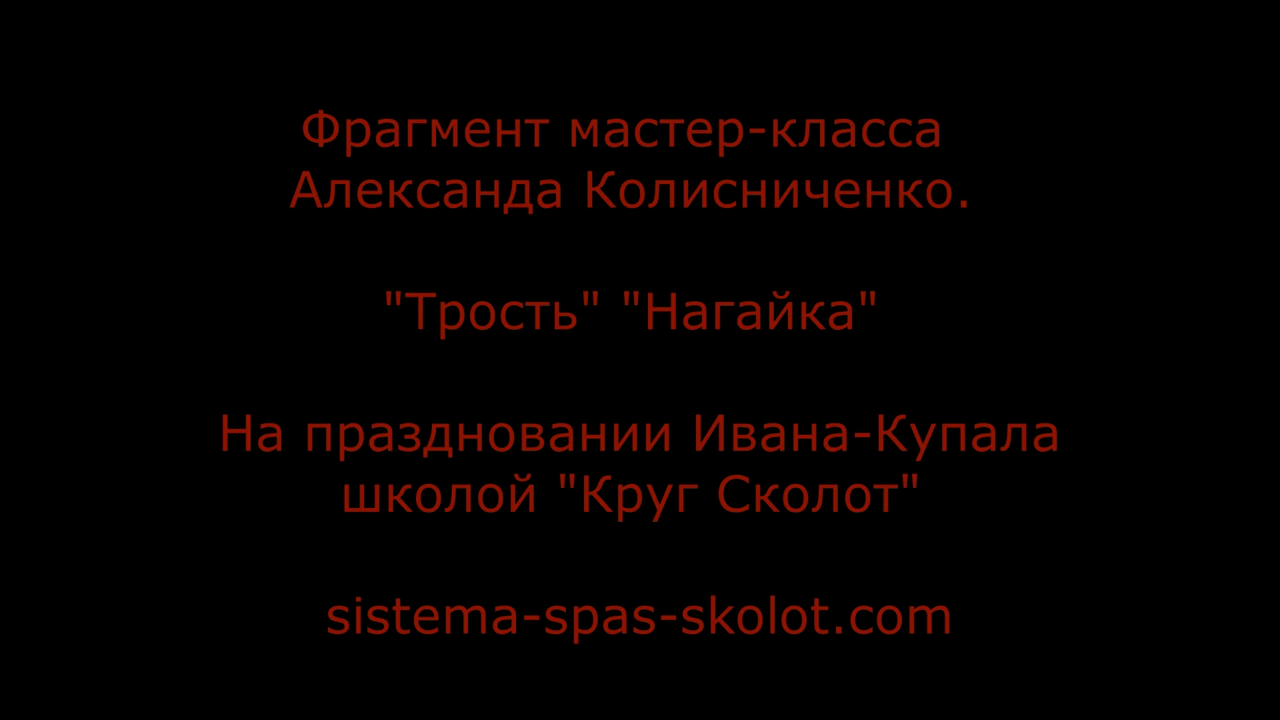 Фрагмент мастер-класса
Александа Колисниченко.
"Трость" "Нагайка"
На праздновании Ивана-Купала
школой "Круг Сколот"
sistema-spas-skolot.com